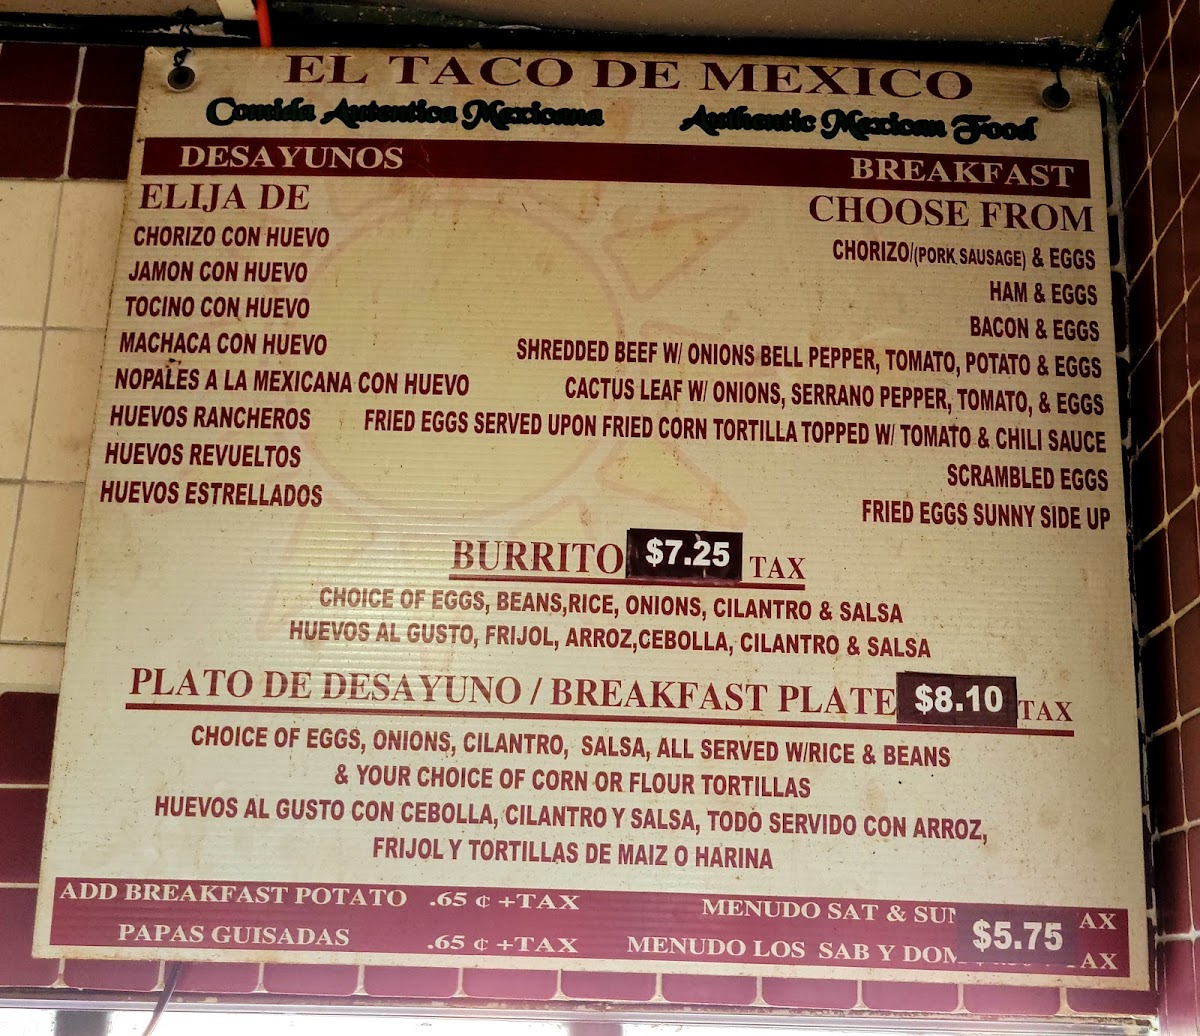 EL TACO DE MEXICO
Comida Autentica Mexicana Authentic Mexican Food
DESAYUNOS BREAKFAST
ELIJA DE CHOOSE FROM
CHORIZO CON HUEVO CHORIZO/(PORK SAUSAGE) & EGGS
JAMON CON HUEVO HAM & EGGS
TOCINO CON HUEVO BACON & EGGS
MACHACA CON HUEVO SHREDDED BEEF W/ ONIONS BELL PEPPER, TOMATO, POTATO & EGGS
NOPALES A LA MEXICANA CON HUEVO CACTUS LEAF W/ ONIONS, SERRANO PEPPER, TOMATO, & EGGS
HUEVOS RANCHEROS FRIED EGGS SERVED UPON FRIED CORN TORTILLA TOPPED W/ TOMATO & CHILI SAUCE
HUEVOS REVUELTOS SCRAMBLED EGGS
HUEVOS ESTRELLADOS FRIED EGGS SUNNY SIDE UP
BURRITO $7.25 TAX
CHOICE OF EGGS, BEANS,RICE, ONIONS, CILANTRO & SALSA
HUEVOS AL GUSTO, FRIJOL, ARROZ,CEBOLLA, CILANTRO & SALSA
PLATO DE DESAYUNO / BREAKFAST PLATE $8.10 TAX
CHOICE OF EGGS, ONIONS, CILANTRO, SALSA, ALL SERVED W/RICE & BEANS
& YOUR CHOICE OF CORN OR FLOUR TORTILLAS
HUEVOS AL GUSTO CON CEBOLLA, CILANTRO Y SALSA, TODO SERVIDO CON ARROZ,
FRIJOL Y TORTILLAS DE MAIZ O HARINA
ADD BREAKFAST POTATO .65 ¢ +TAX MENUDO SAT & SUN AX
PAPAS GUISADAS .65 ¢ +TAX MENUDO LOS SAB Y DOM $5.75 AX